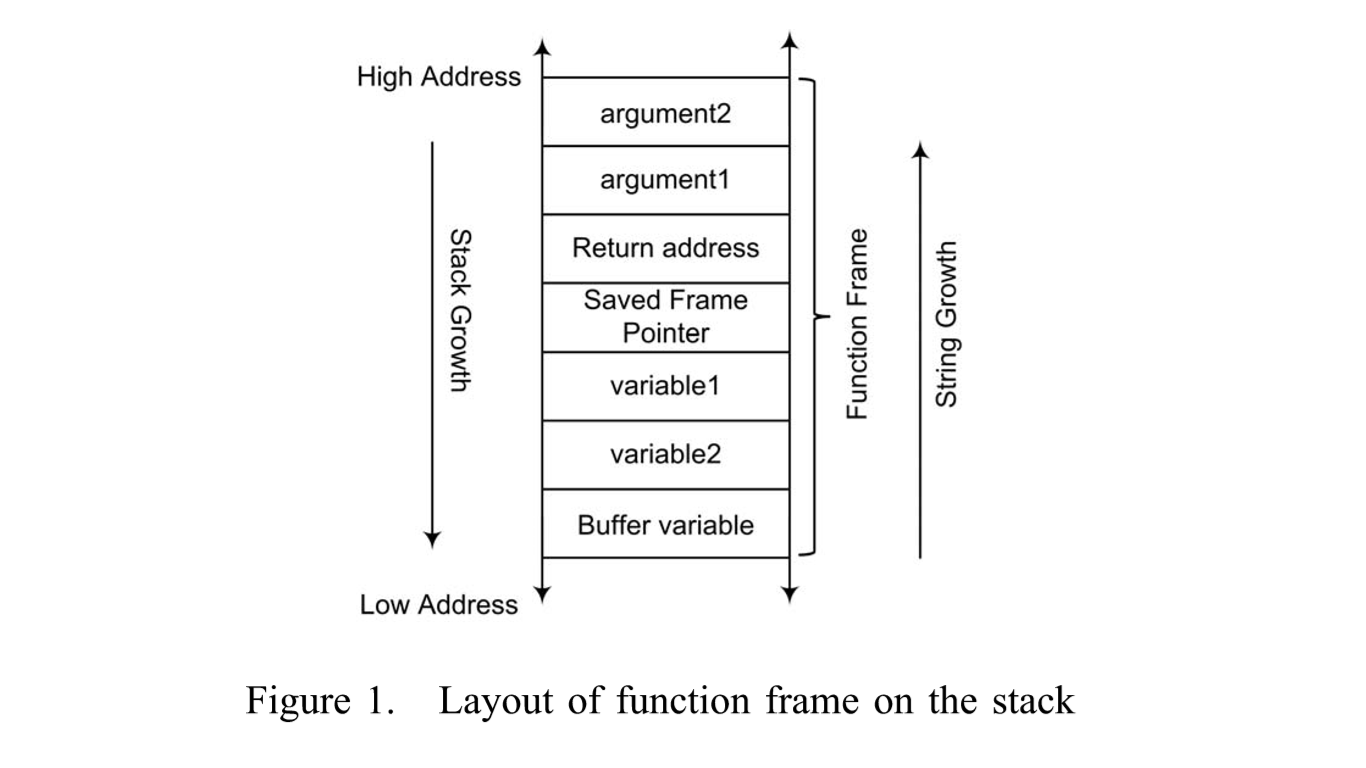 High Address
argument2
argument1
Return address
Saved Frame
Pointer
variable1
variable2
Buffer variable
Low Address
Stack Growth
Function Frame
String Growth
Figure 1. Layout of function frame on the stack